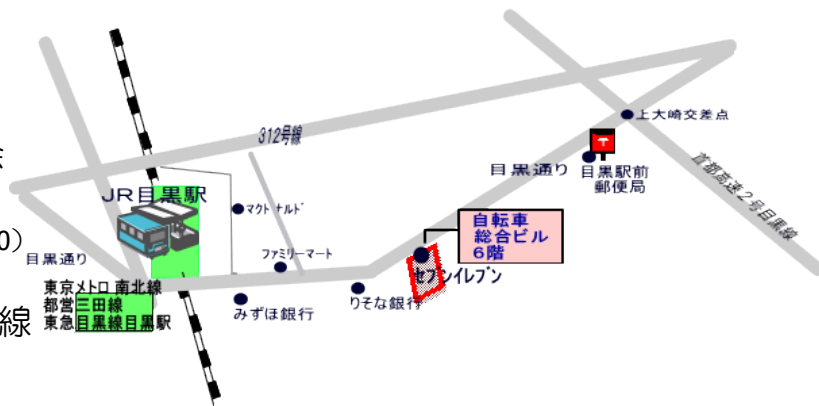 312号線
上大崎交差点
目黒通り
目黒駅前
郵便局
首都高速2号目黒線
JR目黒駅
マクドナルド
自転車
総合ビル
6階
0）
目黒通り
ファミリーマート
セブンイレブン
東京メトロ 南北線
都営三田線
東急目黒線目黒駅
線
みずほ銀行
りそな銀行